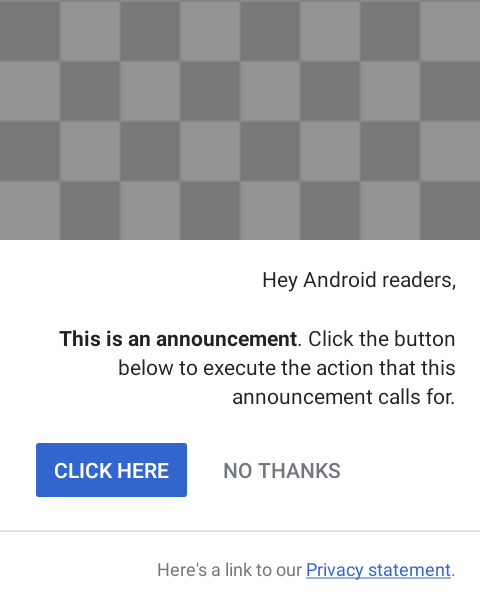 Hey Android readers,
This is an announcement. Click the button
below to execute the action that this
announcement calls for.
CLICK HERE
NO THANKS
Here's a link to our Privacy statement.